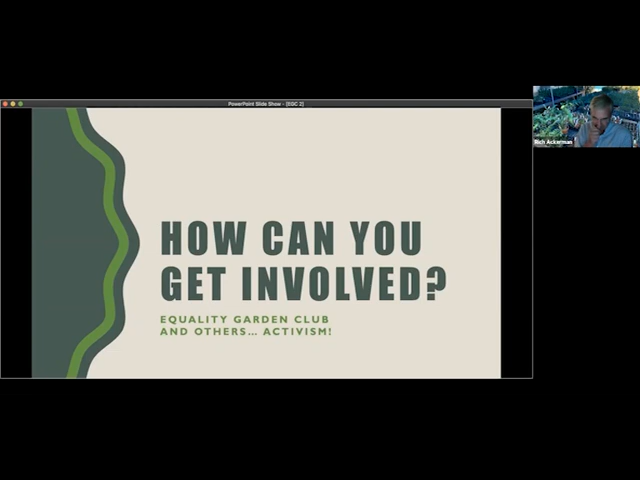 PowerPoint Slide Show - [EGC 2]
Rich Ackerman
HOW CAN YOU
GET INVOLVED?
EQUALITY GARDEN CLUB
AND OTHERS... ACTIVISM!